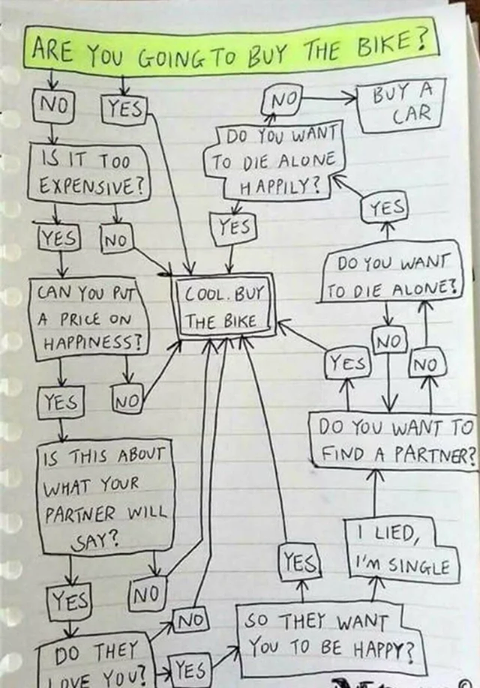 ARE YOU GOING TO BUY THE BIKE?
NO
YES
NO
BUY A
CAR
IS IT TOO
EXPENSIVE?
DO YOU WANT
TO DIE ALONE
HAPPILY?
YES
NO
YES
YES
CAN YOU PUT
A PRICE ON
HAPPINESS?
COOL. BUY
THE BIKE
DO YOU WANT
TO DIE ALONE?
YES
NO
YES
NO
NO
IS THIS ABOUT
WHAT YOUR
PARTNER WILL
SAY?
DO YOU WANT TO
FIND A PARTNER?
I LIED,
I'M SINGLE
YES
NO
YES
NO
DO THEY
LOVE YOU?
YES
SO THEY WANT
YOU TO BE HAPPY?